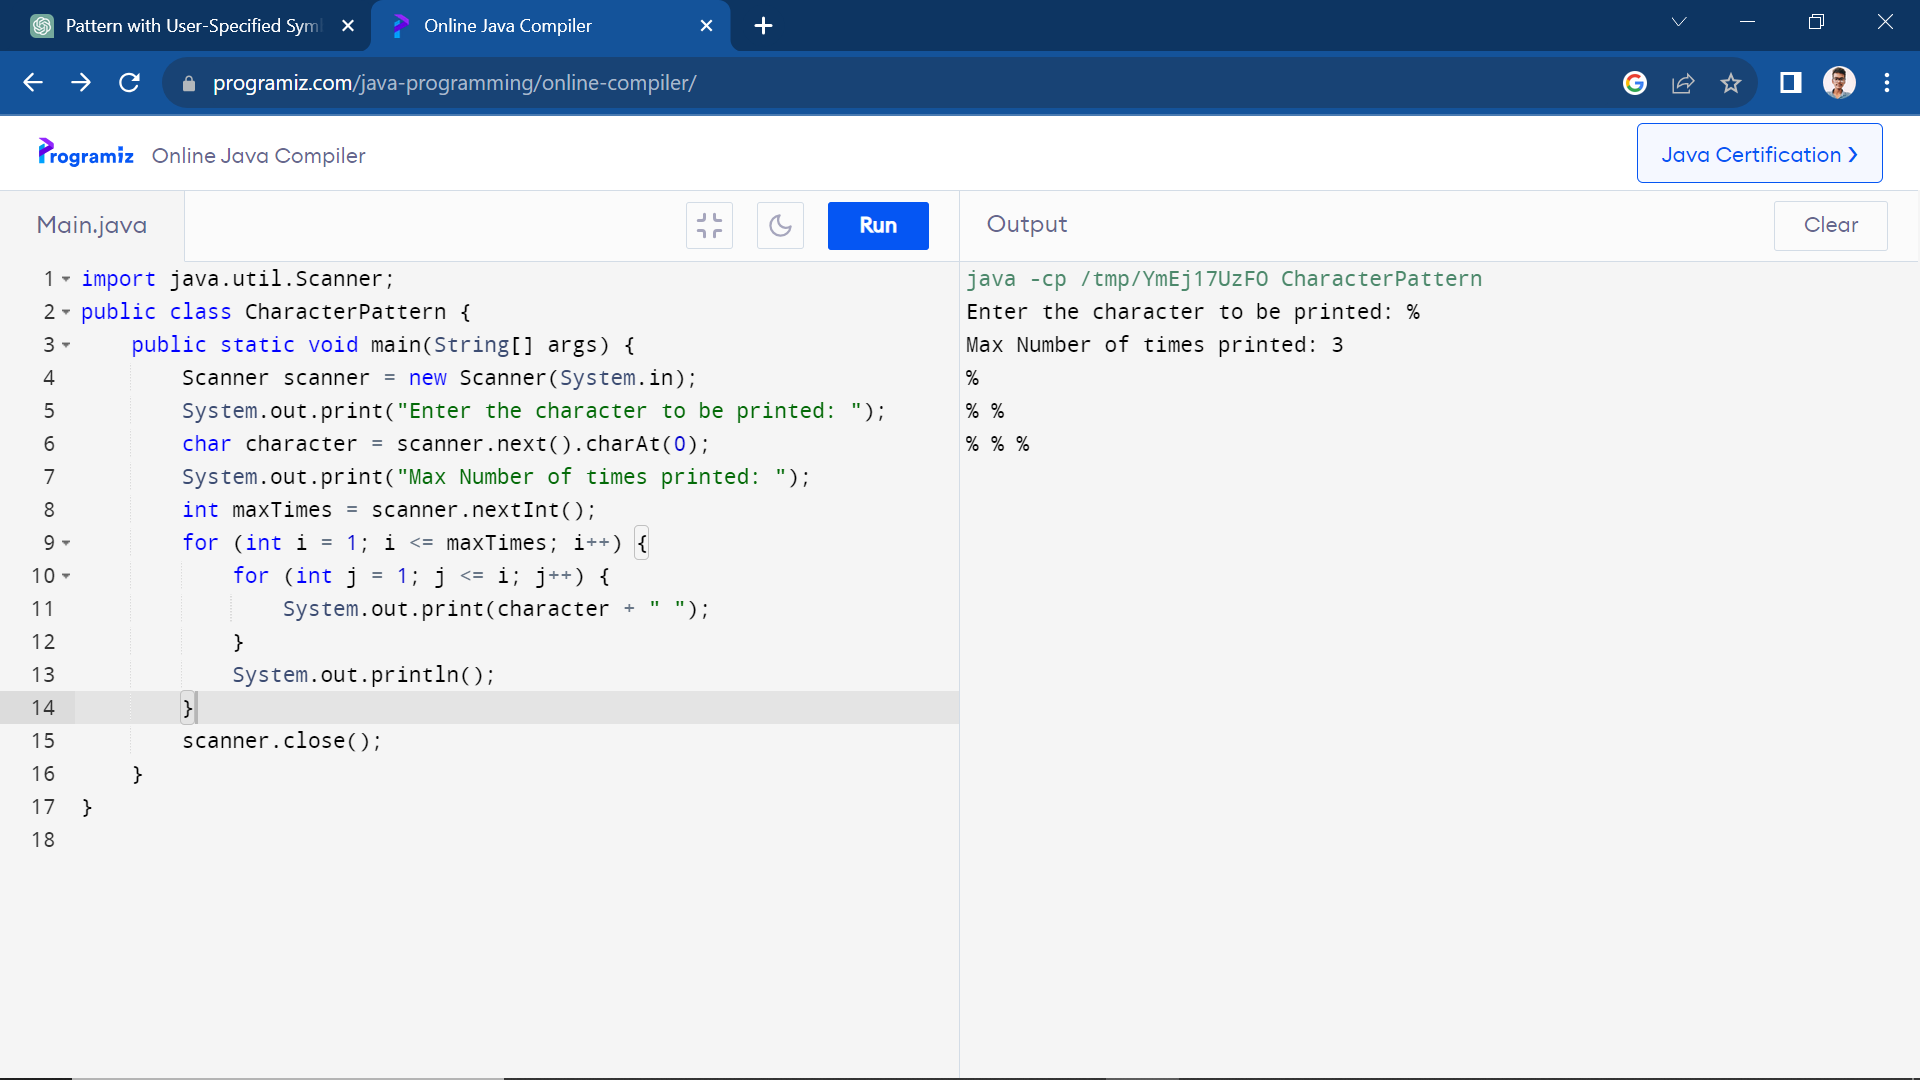 Pattern with User-Specified Sym
Online Java Compiler
programiz.com/java-programming/online-compiler/
Programiz Online Java Compiler
Java Certification ❯
Main.java
Run
Output
Clear
1 import java.util.Scanner;
2 public class CharacterPattern {
3     public static void main(String[] args) {
4         Scanner scanner = new Scanner(System.in);
5         System.out.print("Enter the character to be printed: ");
6         char character = scanner.next().charAt(0);
7         System.out.print("Max Number of times printed: ");
8         int maxTimes = scanner.nextInt();
9         for (int i = 1; i <= maxTimes; i++) {
10             for (int j = 1; j <= i; j++) {
11                 System.out.print(character + " ");
12             }
13             System.out.println();
14         }
15         scanner.close();
16     }
17 }
18
java -cp /tmp/YmEj17UzFO CharacterPattern
Enter the character to be printed: %
Max Number of times printed: 3
%
% %
% % %